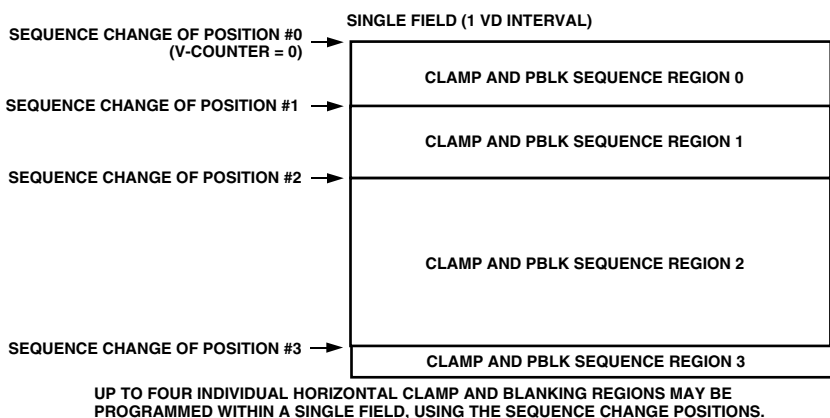 SINGLE FIELD (1 VD INTERVAL)
SEQUENCE CHANGE OF POSITION #0
(V-COUNTER = 0)
CLAMP AND PBLK SEQUENCE REGION 0
SEQUENCE CHANGE OF POSITION #1
CLAMP AND PBLK SEQUENCE REGION 1
SEQUENCE CHANGE OF POSITION #2
CLAMP AND PBLK SEQUENCE REGION 2
SEQUENCE CHANGE OF POSITION #3
CLAMP AND PBLK SEQUENCE REGION 3
UP TO FOUR INDIVIDUAL HORIZONTAL CLAMP AND BLANKING REGIONS MAY BE
PROGRAMMED WITHIN A SINGLE FIELD, USING THE SEQUENCE CHANGE POSITIONS.